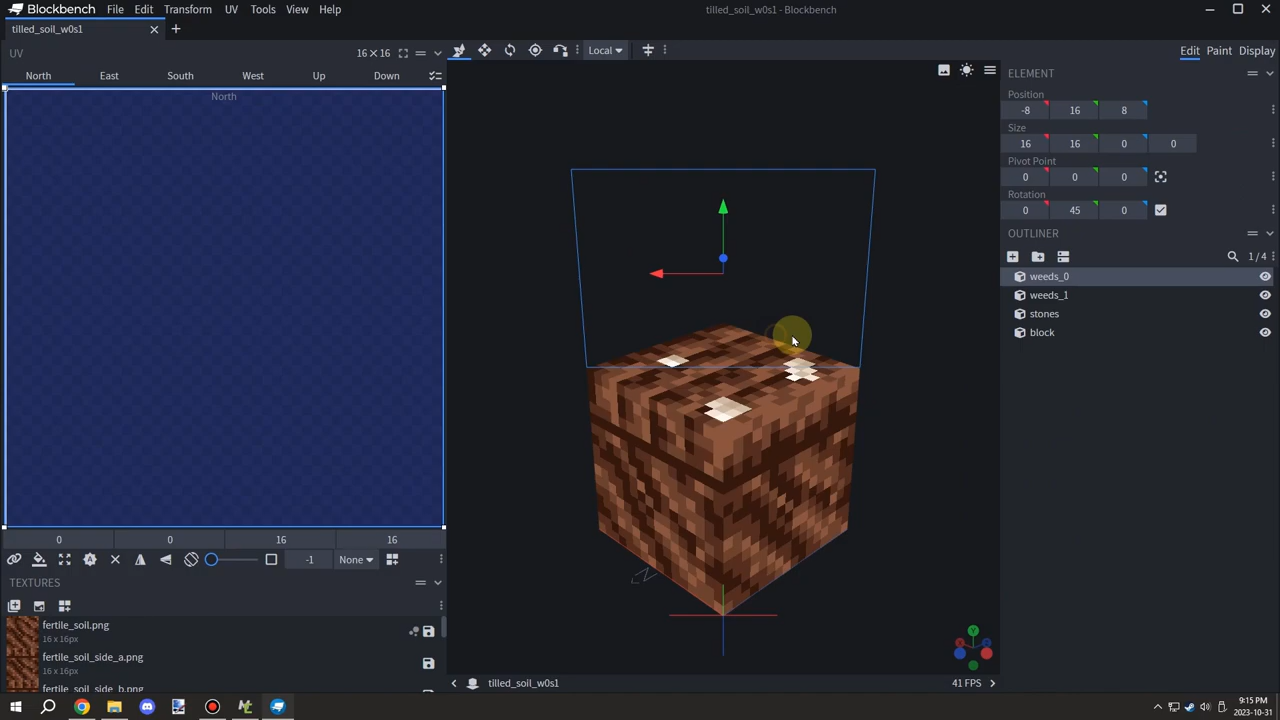 Blockbench File Edit Transform UV Tools View Help tilled_soil_w0s1 - Blockbench
tilled_soil_w0s1
UV 16×16
Local
Edit Paint Display
North East South West Up Down
North
ELEMENT
Position
-8 16 8
Size
16 16 0 0
Pivot Point
0 0 0
Rotation
0 45 0
OUTLINER
1 / 4
weeds_0
weeds_1
stones
block
0 0 16 16
-1 None
TEXTURES
fertile_soil.png
16 x 16px
fertile_soil_side_a.png
16 x 16px
fertile_soil_side_b.png
tilled_soil_w0s1
41 FPS
9:15 PM
2023-10-31